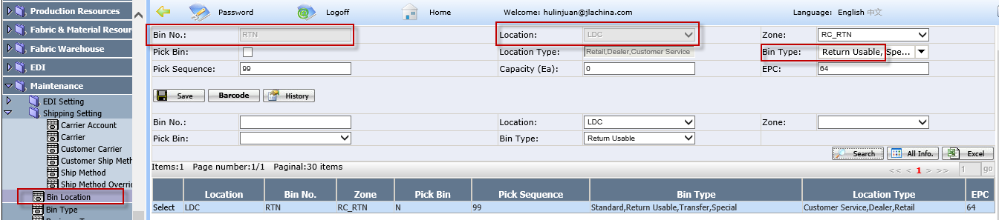 Production Resources
Fabric & Material Resour
Fabric Warehouse
EDI
Maintenance
EDI Setting
Shipping Setting
Carrier Account
Carrier
Customer Carrier
Customer Ship Meth
Ship Method
Ship Method Overrid
Bin Location
Bin Type
Password Logoff Home Welcome: hulinjuan@jlachina.com Language: English 中文
Bin No.: RTN Location: LDC Zone: RC_RTN
Pick Bin: Location Type: Retail,Dealer,Customer Service Bin Type: Return Usable, Spe...
Pick Sequence: 99 Capacity (Ea): 0 EPC: 64
Save Barcode History
Bin No.: Location: LDC Zone:
Pick Bin: Bin Type: Return Usable
Search All Info. Excel
Items:1 Page number:1/1 Paginal:30 items << < 1 > >> 1 go
Location Bin No. Zone Pick Bin Pick Sequence Bin Type Location Type EPC
Select LDC RTN RC_RTN N 99 Standard,Return Usable,Transfer,Special Customer Service,Dealer,Retail 64